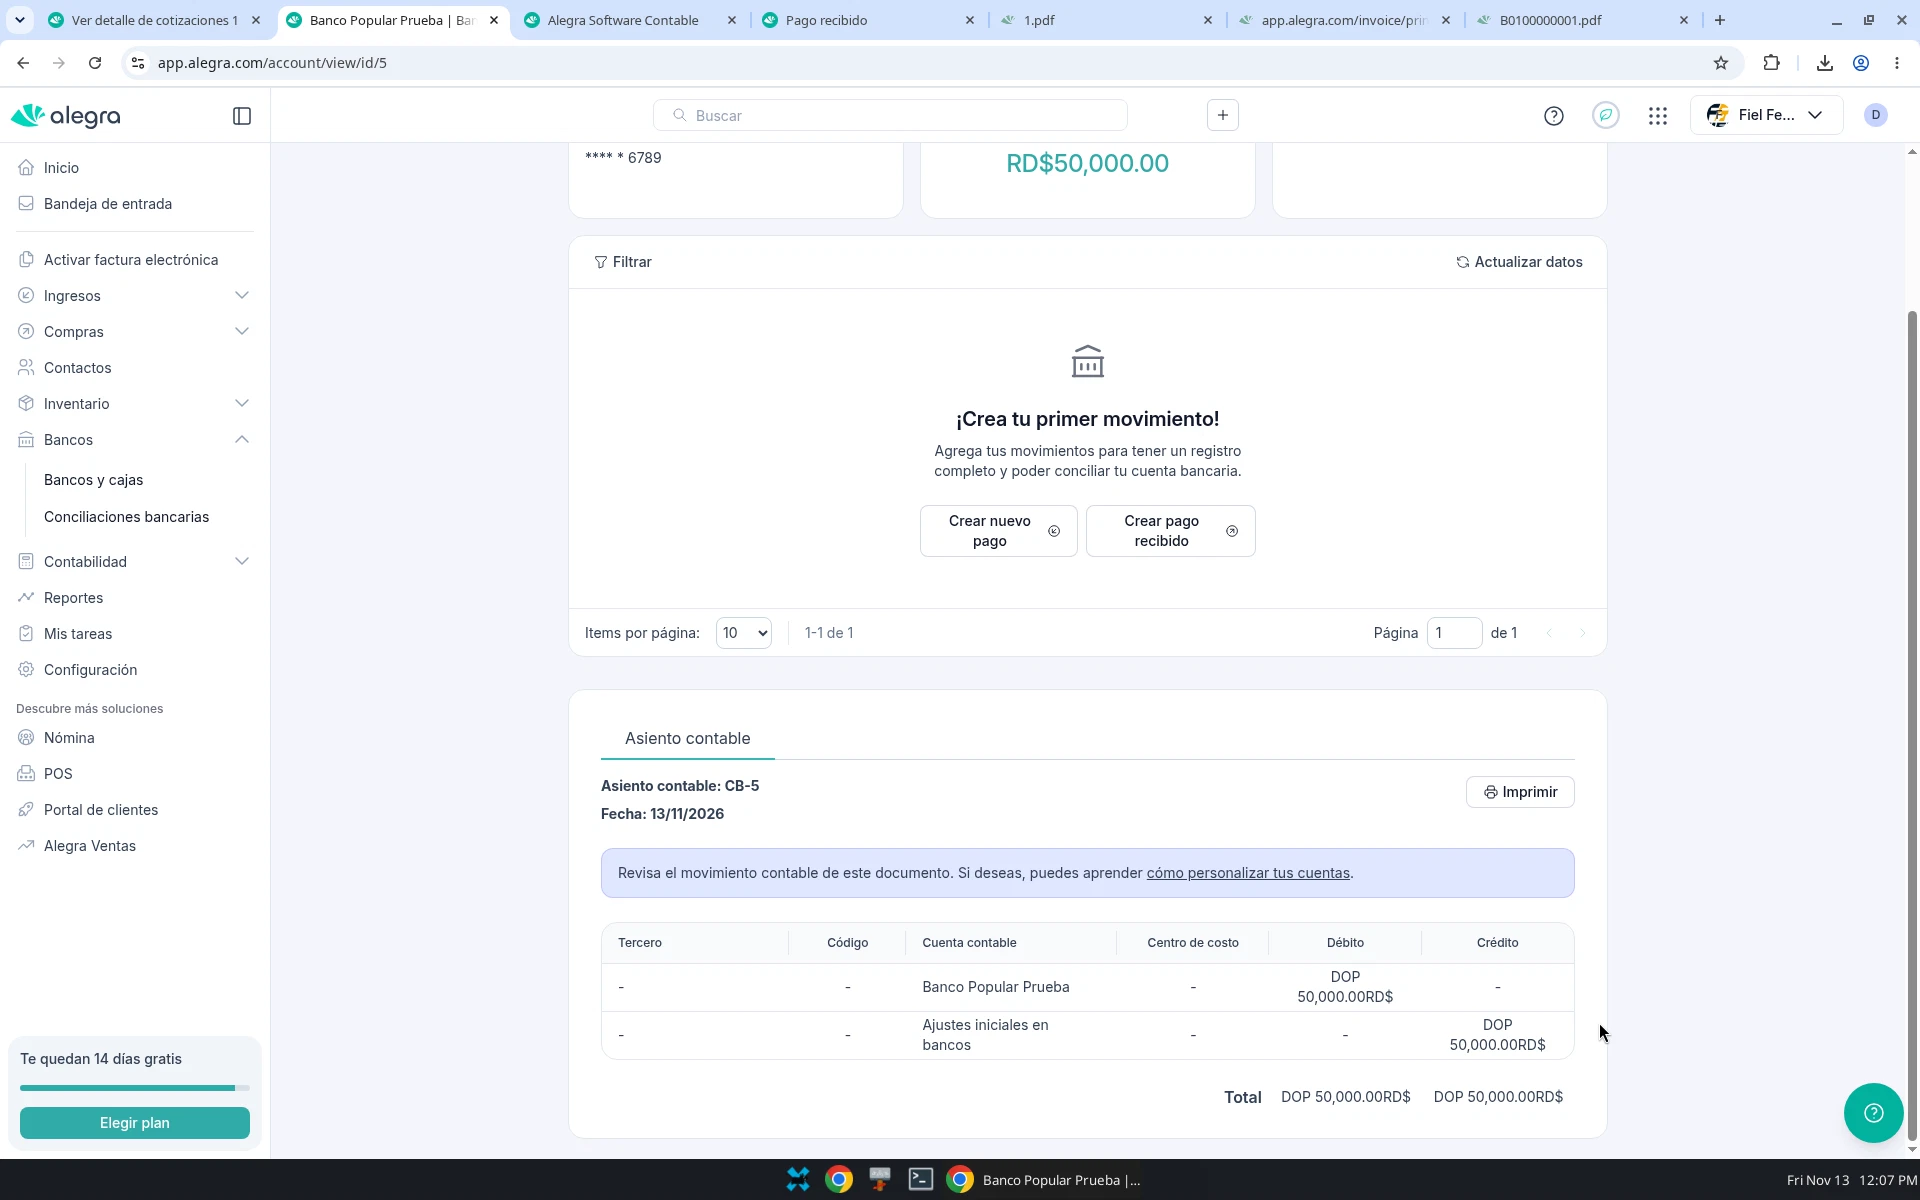 Ver detalle de cotizaciones 1
Banco Popular Prueba | Ban
Alegra Software Contable
Pago recibido
1.pdf
app.alegra.com/invoice/prin
B0100000001.pdf
app.alegra.com/account/view/id/5
alegra
Buscar
Fiel Fe...
D
Inicio
Bandeja de entrada
Activar factura electrónica
Ingresos
Compras
Contactos
Inventario
Bancos
Bancos y cajas
Conciliaciones bancarias
Contabilidad
Reportes
Mis tareas
Configuración
Descubre más soluciones
Nómina
POS
Portal de clientes
Alegra Ventas
Te quedan 14 días gratis
Elegir plan
**** * 6789
RD$50,000.00
Filtrar
Actualizar datos
¡Crea tu primer movimiento!
Agrega tus movimientos para tener un registro
completo y poder conciliar tu cuenta bancaria.
Crear nuevo
pago
Crear pago
recibido
Items por página: 10 1-1 de 1
Página 1 de 1
Asiento contable
Asiento contable: CB-5
Fecha: 13/11/2026
Imprimir
Revisa el movimiento contable de este documento. Si deseas, puedes aprender cómo personalizar tus cuentas.
Tercero Código Cuenta contable Centro de costo Débito Crédito
- - Banco Popular Prueba - DOP 50,000.00RD$ -
- - Ajustes iniciales en bancos - - DOP 50,000.00RD$
Total DOP 50,000.00RD$ DOP 50,000.00RD$
Banco Popular Prueba |...
Fri Nov 13 12:07 PM